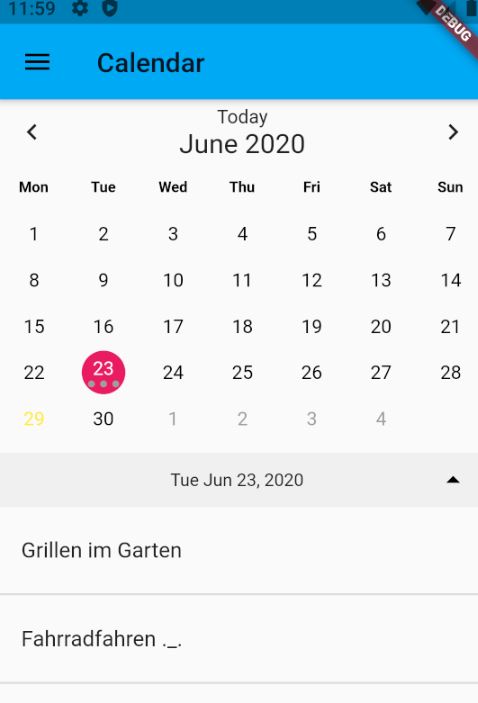 11:59
DEBUG
Calendar
Today
June 2020
Mon Tue Wed Thu Fri Sat Sun
1 2 3 4 5 6 7
8 9 10 11 12 13 14
15 16 17 18 19 20 21
22 23 24 25 26 27 28
29 30 1 2 3 4
Tue Jun 23, 2020
Grillen im Garten
Fahrradfahren ._.